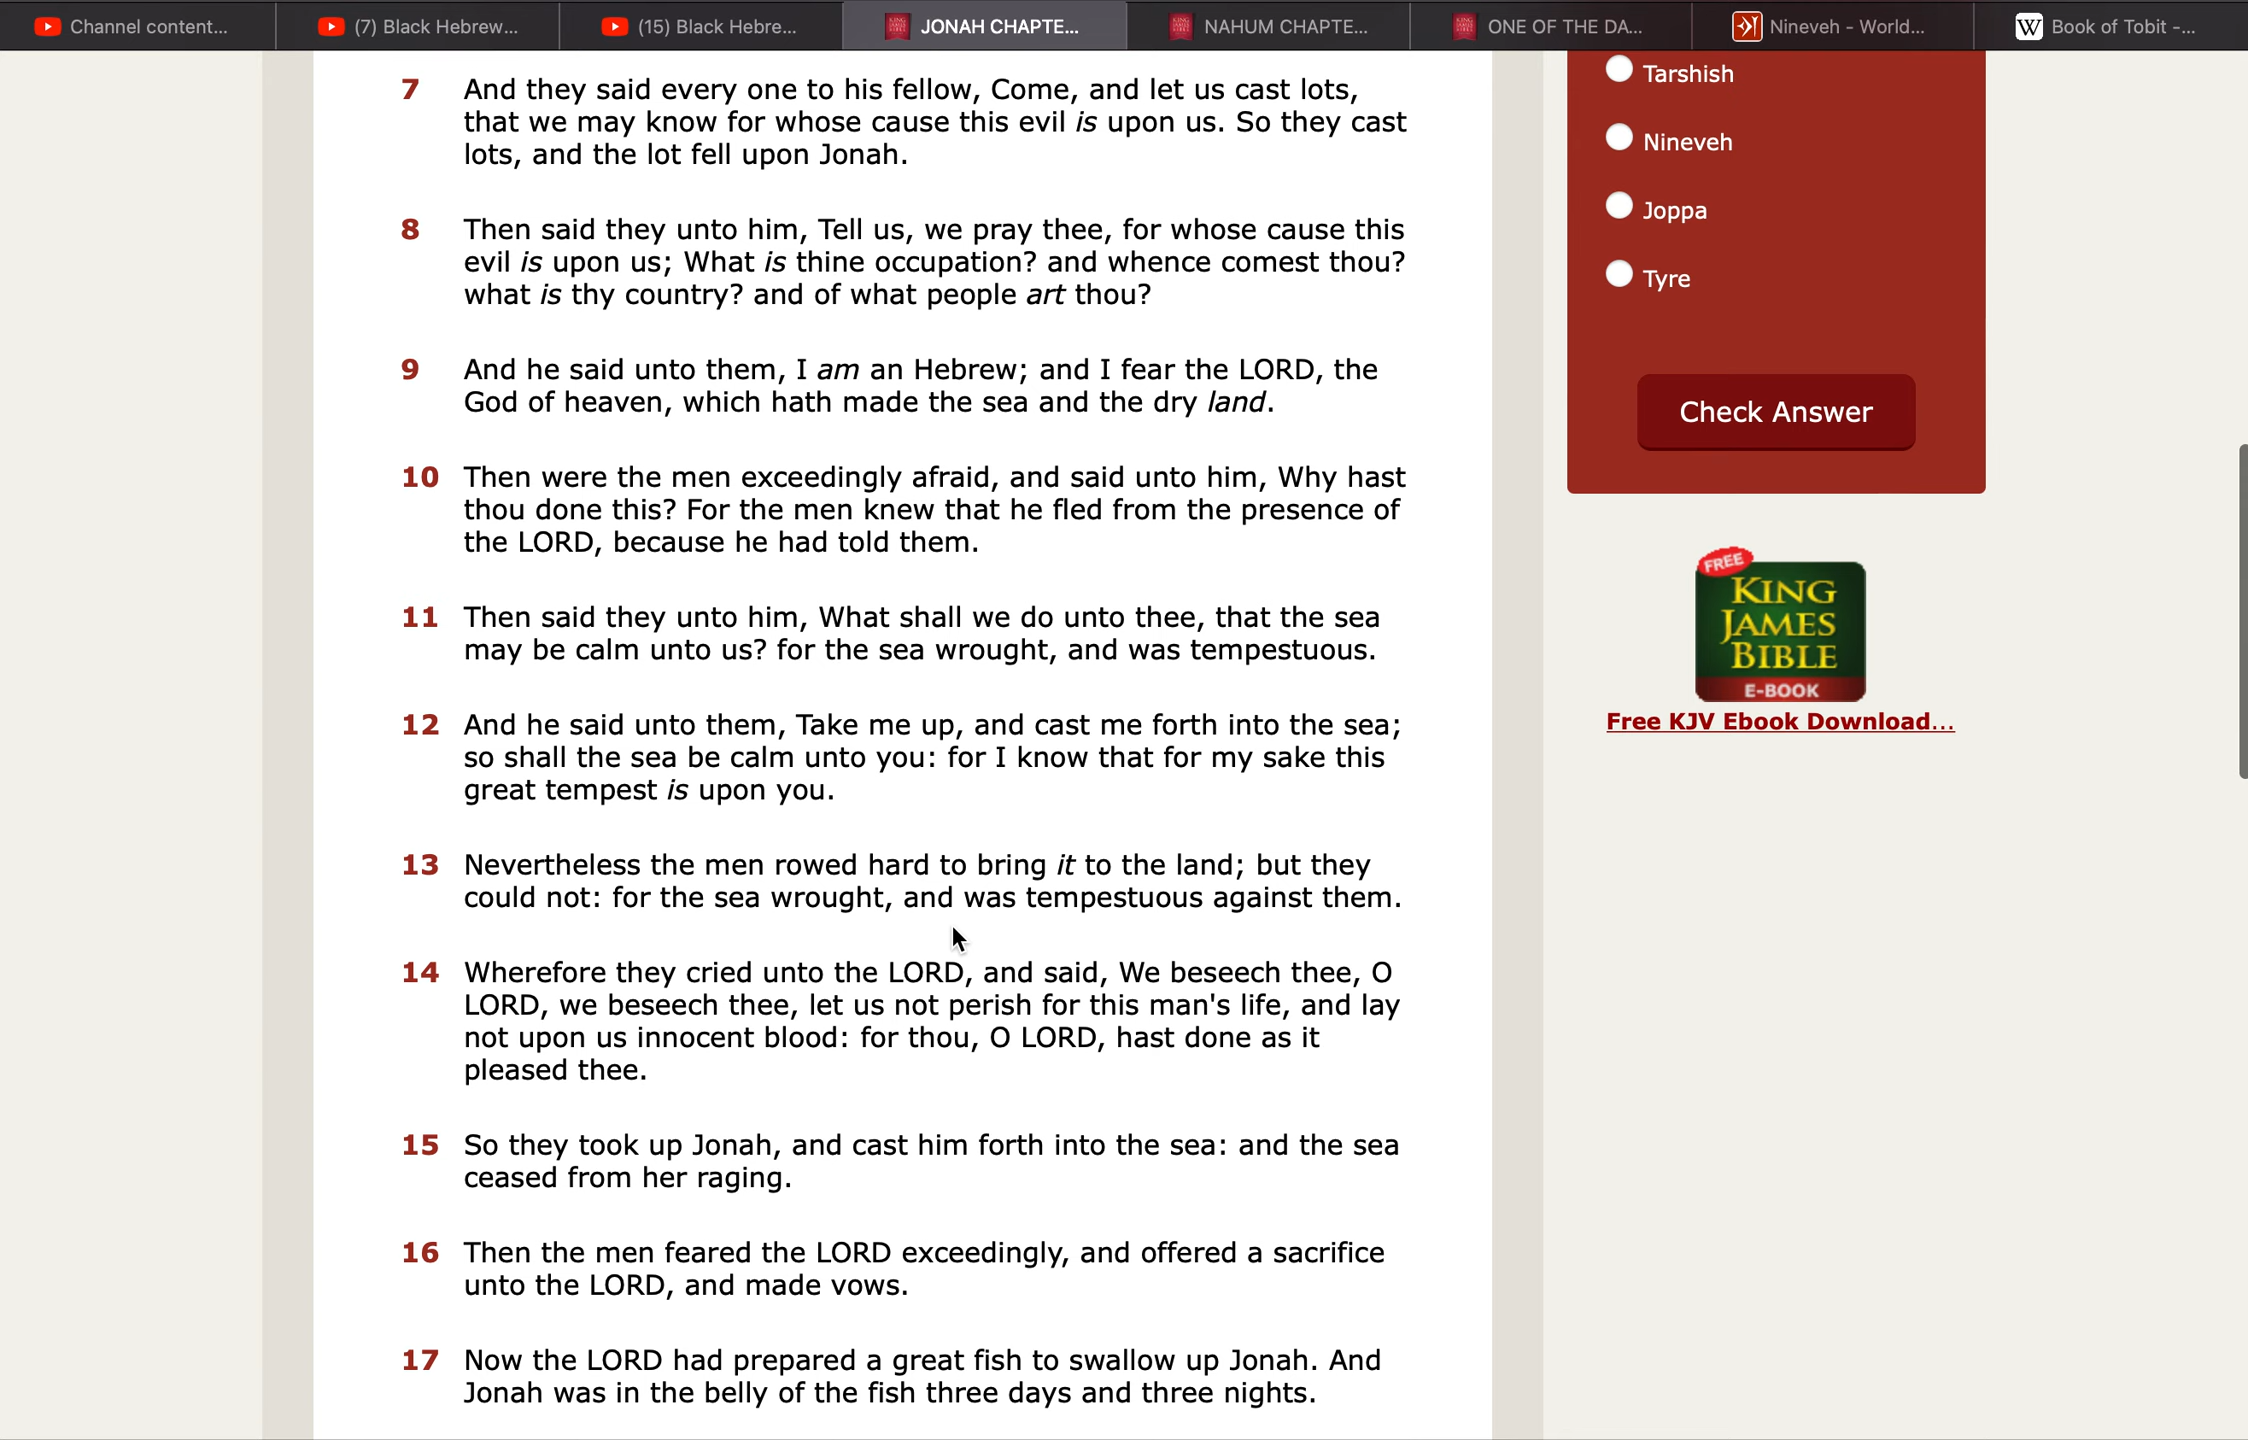 Channel content...
(7) Black Hebrew...
(15) Black Hebre...
JONAH CHAPTE...
NAHUM CHAPTE...
ONE OF THE DA...
Nineveh - World...
W Book of Tobit -...
7 And they said every one to his fellow, Come, and let us cast lots,
that we may know for whose cause this evil is upon us. So they cast
lots, and the lot fell upon Jonah.
8 Then said they unto him, Tell us, we pray thee, for whose cause this
evil is upon us; What is thine occupation? and whence comest thou?
what is thy country? and of what people art thou?
9 And he said unto them, I am an Hebrew; and I fear the LORD, the
God of heaven, which hath made the sea and the dry land.
10 Then were the men exceedingly afraid, and said unto him, Why hast
thou done this? For the men knew that he fled from the presence of
the LORD, because he had told them.
11 Then said they unto him, What shall we do unto thee, that the sea
may be calm unto us? for the sea wrought, and was tempestuous.
12 And he said unto them, Take me up, and cast me forth into the sea;
so shall the sea be calm unto you: for I know that for my sake this
great tempest is upon you.
13 Nevertheless the men rowed hard to bring it to the land; but they
could not: for the sea wrought, and was tempestuous against them.
14 Wherefore they cried unto the LORD, and said, We beseech thee, O
LORD, we beseech thee, let us not perish for this man's life, and lay
not upon us innocent blood: for thou, O LORD, hast done as it
pleased thee.
15 So they took up Jonah, and cast him forth into the sea: and the sea
ceased from her raging.
16 Then the men feared the LORD exceedingly, and offered a sacrifice
unto the LORD, and made vows.
17 Now the LORD had prepared a great fish to swallow up Jonah. And
Jonah was in the belly of the fish three days and three nights.
Tarshish
Nineveh
Joppa
Tyre
Check Answer
FREE
KING
JAMES
BIBLE
E-BOOK
Free KJV Ebook Download...